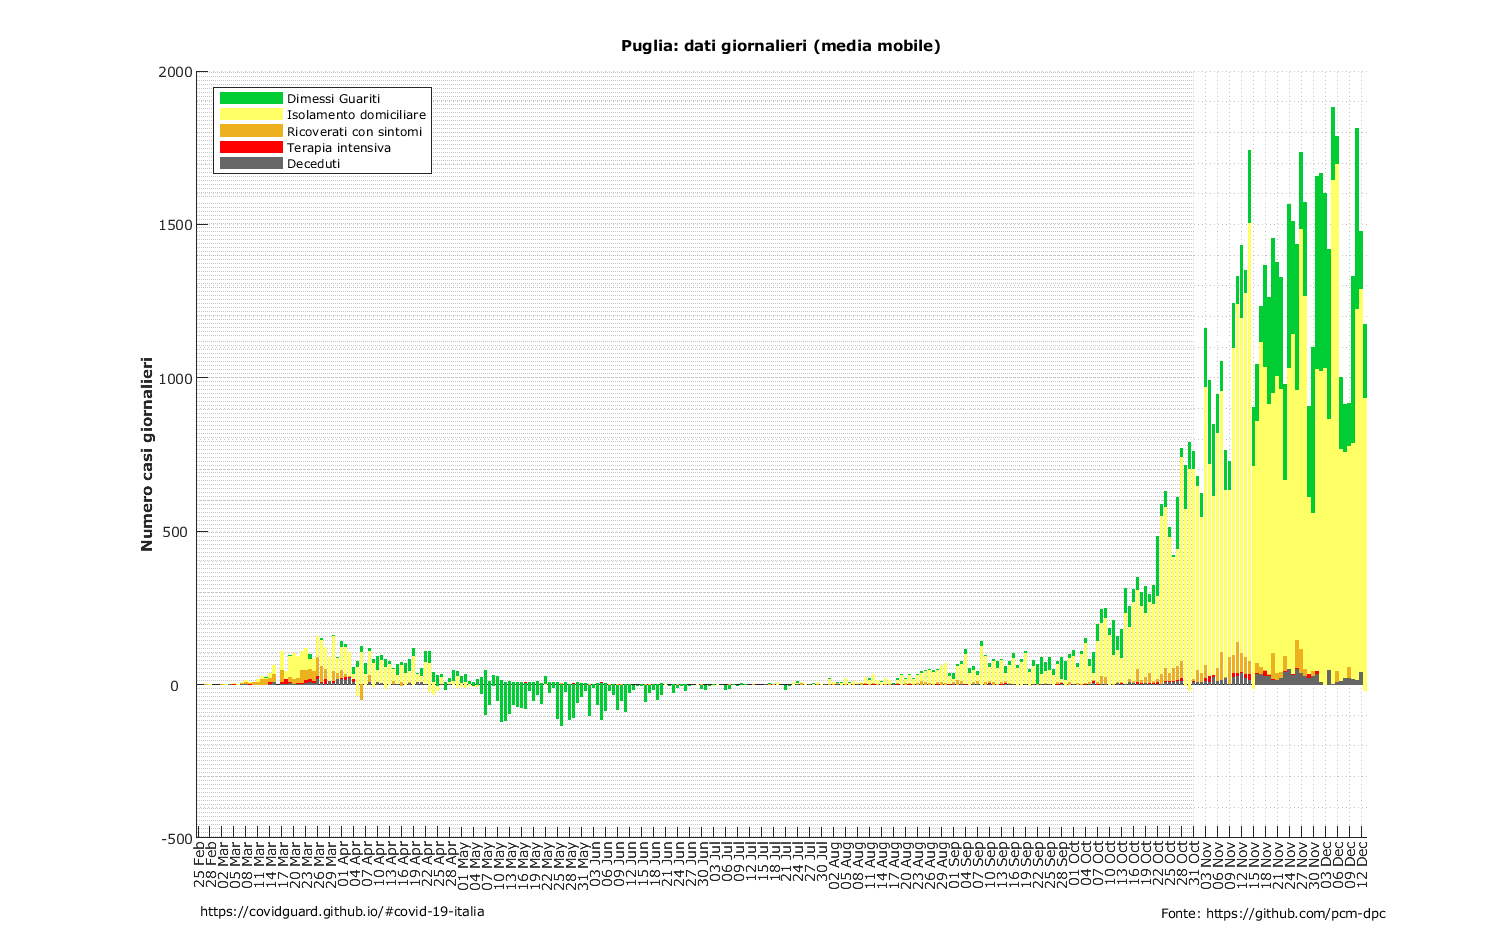 Puglia: dati giornalieri (media mobile)
Numero casi giornalieri
2000
1500
1000
500
0
-500
Dimessi Guariti
Isolamento domiciliare
Ricoverati con sintomi
Terapia intensiva
Deceduti
25 Feb
28 Feb
02 Mar
05 Mar
08 Mar
11 Mar
14 Mar
17 Mar
20 Mar
23 Mar
26 Mar
29 Mar
01 Apr
04 Apr
07 Apr
10 Apr
13 Apr
16 Apr
19 Apr
22 Apr
25 Apr
28 Apr
01 May
04 May
07 May
10 May
13 May
16 May
19 May
22 May
25 May
28 May
31 May
03 Jun
06 Jun
09 Jun
12 Jun
15 Jun
18 Jun
21 Jun
24 Jun
27 Jun
30 Jun
03 Jul
06 Jul
09 Jul
12 Jul
15 Jul
18 Jul
21 Jul
24 Jul
27 Jul
30 Jul
02 Aug
05 Aug
08 Aug
11 Aug
14 Aug
17 Aug
20 Aug
23 Aug
26 Aug
29 Aug
01 Sep
04 Sep
07 Sep
10 Sep
13 Sep
16 Sep
19 Sep
22 Sep
25 Sep
28 Sep
01 Oct
04 Oct
07 Oct
10 Oct
13 Oct
16 Oct
19 Oct
22 Oct
25 Oct
28 Oct
31 Oct
03 Nov
06 Nov
09 Nov
12 Nov
15 Nov
18 Nov
21 Nov
24 Nov
27 Nov
30 Nov
03 Dec
06 Dec
09 Dec
12 Dec
https://covidguard.github.io/#covid-19-italia
Fonte: https://github.com/pcm-dpc